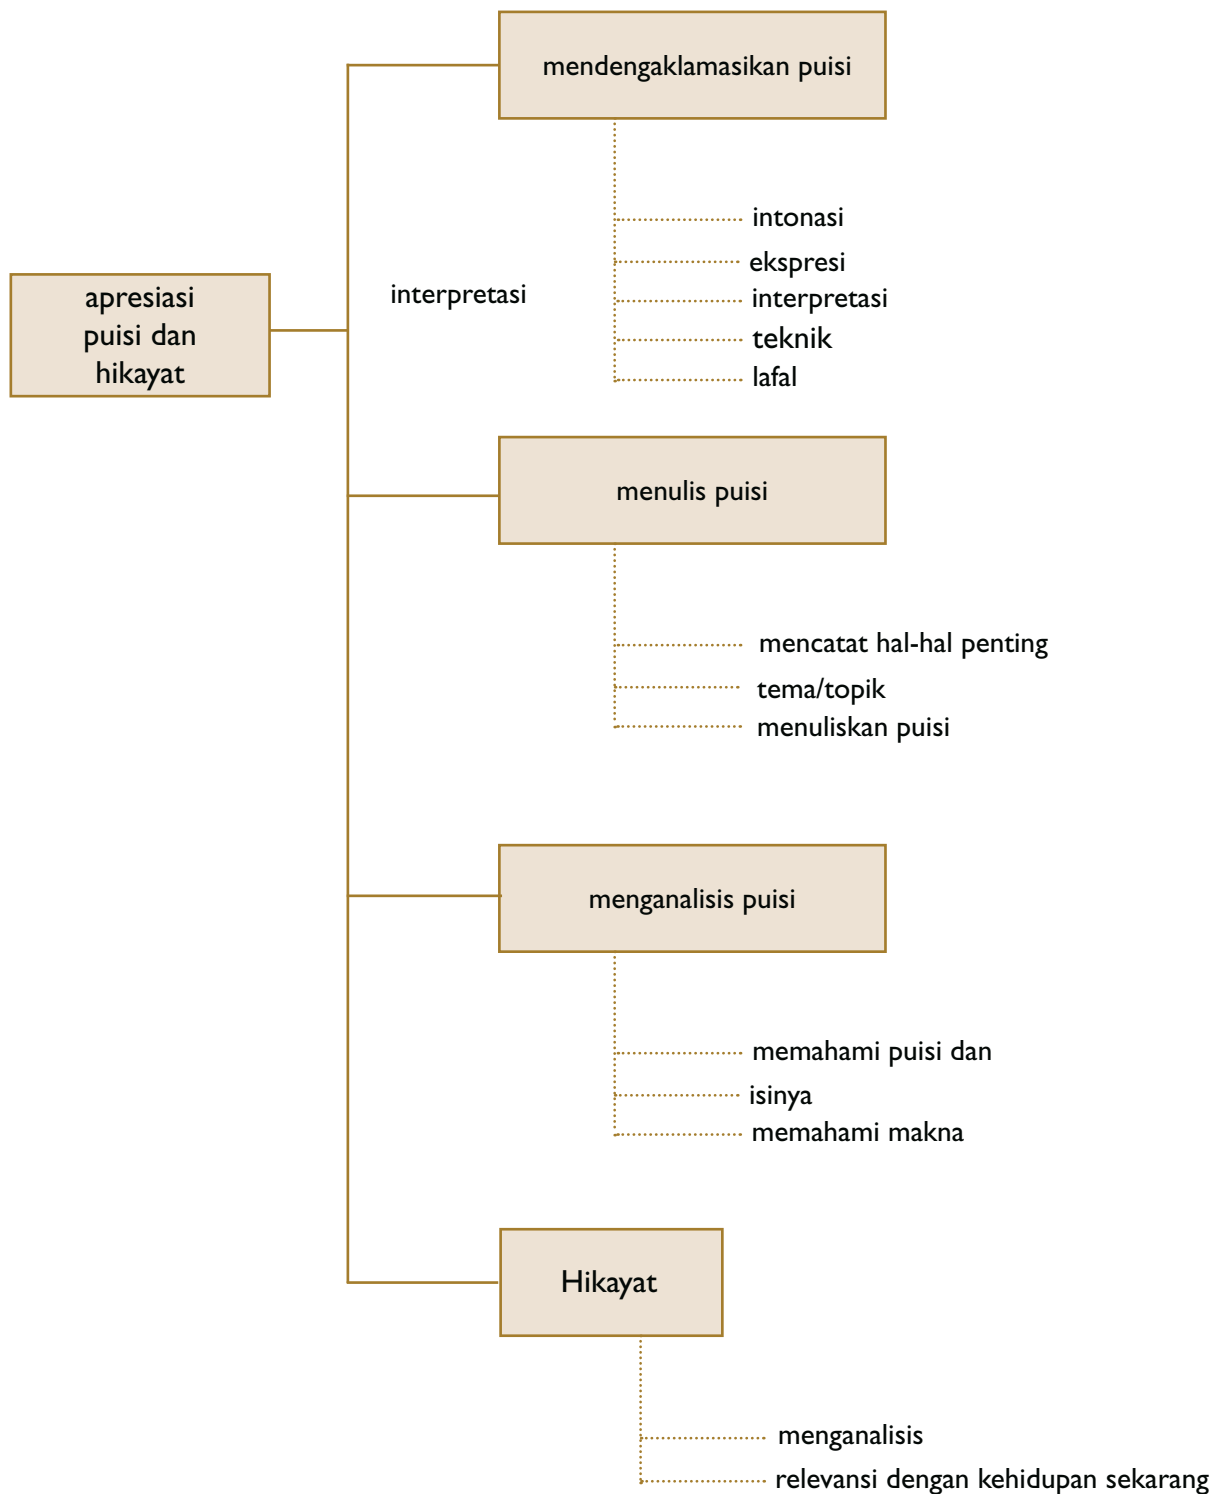 mendengaklamasikan puisi
intonasi
ekspresi
interpretasi
teknik
lafal
apresiasi
puisi dan
hikayat
interpretasi
menulis puisi
mencatat hal-hal penting
tema/topik
menuliskan puisi
menganalisis puisi
memahami puisi dan
isinya
memahami makna
Hikayat
menganalisis
relevansi dengan kehidupan sekarang